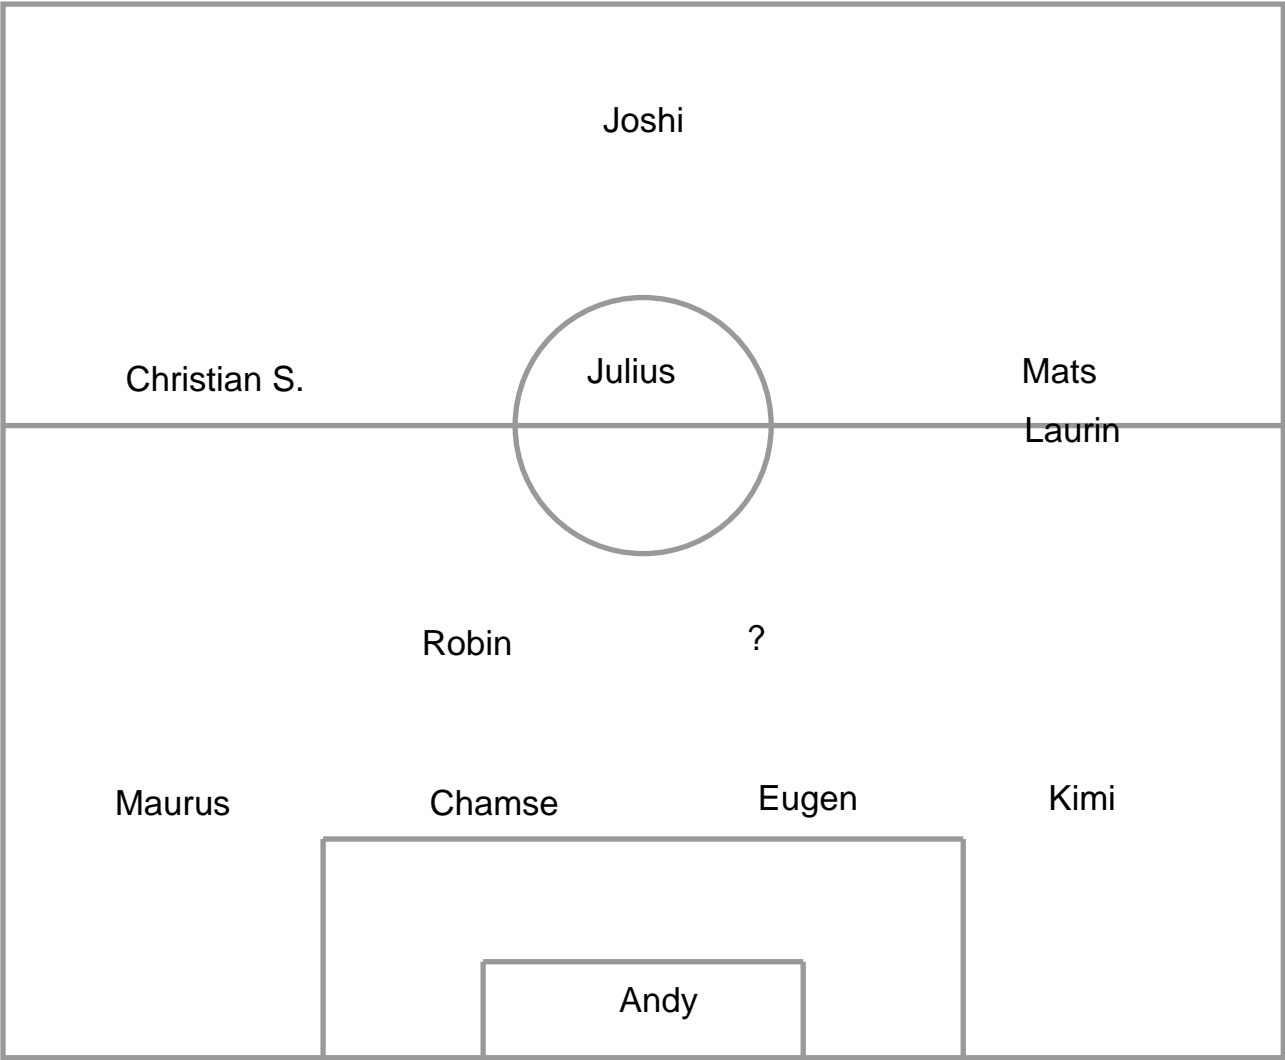 Joshi
Christian S.
Julius
Mats
Laurin
Robin
?
Maurus
Chamse
Eugen
Kimi
Andy